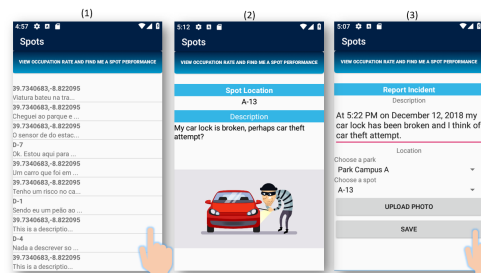 (1)
4:57
Spots
VIEW OCCUPATION RATE AND FIND ME A SPOT PERFORMANCE
39.7340683,-8.822095
Viatura bateu na tra...
39.7340683,-8.822095
Cheguei ao parque e ...
39.7340683,-8.822095
O sensor de do estac...
D-7
Ok. Estou aqui para ...
39.7340683,-8.822095
Um carro que foi em ...
39.7340683,-8.822095
Tenho um risco no ca...
D-1
Sendo eu um peão ao ...
39.7340683,-8.822095
This is a descriptio...
D-4
Nada a descrever so ...
39.7340683,-8.822095
This is a descriptio...
(2)
5:12
Spots
VIEW OCCUPATION RATE AND FIND ME A SPOT PERFORMANCE
Spot Location
A-13
Description
My car lock is broken, perhaps car theft
attempt?
(3)
5:07
Spots
VIEW OCCUPATION RATE AND FIND ME A SPOT PERFORMANCE
Report Incident
Description
At 5:22 PM on December 12, 2018 my
car lock has been broken and I think of
car theft attempt.
Location
Choose a park
Park Campus A
Choose a spot
A-13
UPLOAD PHOTO
SAVE